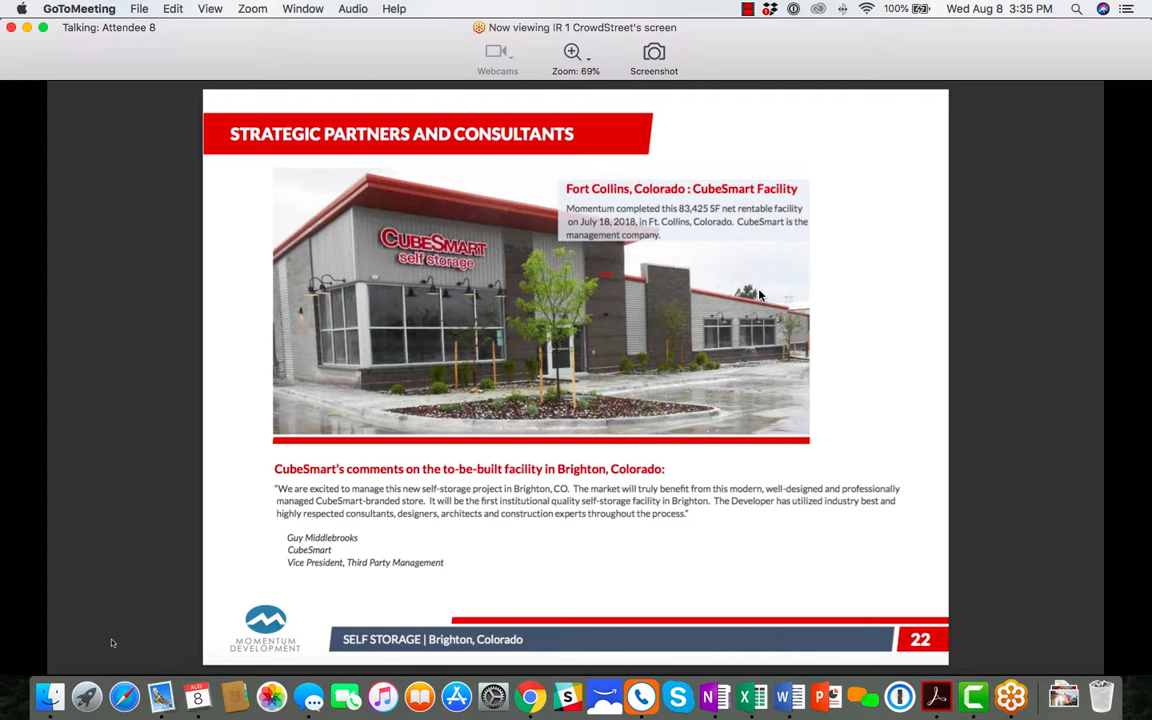 GoToMeeting File Edit View Zoom Window Audio Help 100% Wed Aug 8 3:35 PM
Talking: Attendee 8
Now viewing IR 1 CrowdStreet's screen
Webcams
Zoom: 69%
Screenshot
STRATEGIC PARTNERS AND CONSULTANTS
Fort Collins, Colorado : CubeSmart Facility
Momentum completed this 83,425 SF net rentable facility
on July 18, 2018, in Ft. Collins, Colorado. CubeSmart is the
management company.
CUBESMART
self storage
CubeSmart's comments on the to-be-built facility in Brighton, Colorado:
"We are excited to manage this new self-storage project in Brighton, CO. The market will truly benefit from this modern, well-designed and professionally
managed CubeSmart-branded store. It will be the first institutional quality self-storage facility in Brighton. The Developer has utilized industry best and
highly respected consultants, designers, architects and construction experts throughout the process."
Guy Middlebrooks
CubeSmart
Vice President, Third Party Management
MOMENTUM
DEVELOPMENT
SELF STORAGE | Brighton, Colorado
22
AUG
8